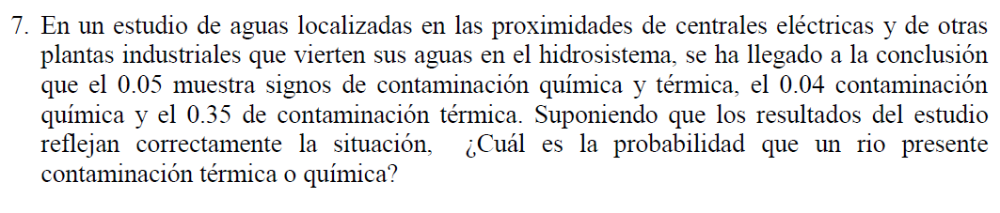 7. En un estudio de aguas localizadas en las proximidades de centrales eléctricas y de otras
plantas industriales que vierten sus aguas en el hidrosistema, se ha llegado a la conclusión
que el 0.05 muestra signos de contaminación química y térmica, el 0.04 contaminación
química y el 0.35 de contaminación térmica. Suponiendo que los resultados del estudio
reflejan correctamente la situación, ¿Cuál es la probabilidad que un rio presente
contaminación térmica o química?